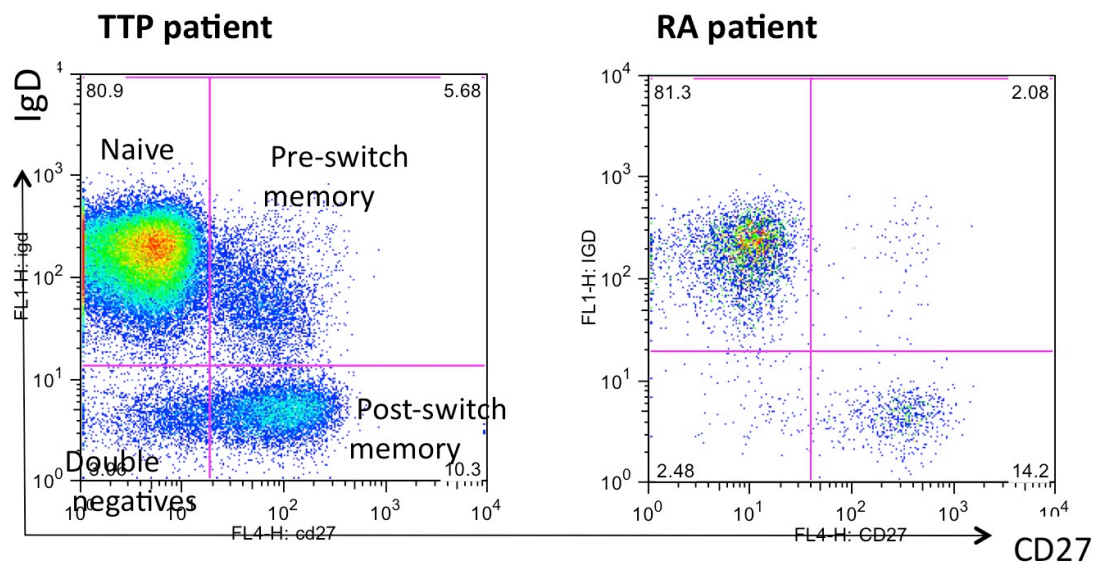 TTP patient
RA patient
IgD
4
80.9
5.68
Naive
Pre-switch
memory
10³
10²
10¹
10⁰
FL1 H: igd
Post-switch
memory
Double
negatives
10.3
10²
10³
10⁴
FL4-H: cd27
10⁴
81.3
2.08
10³
10²
10¹
10⁰
FL1-H: IGD
2.48
14.2
10⁰
10¹
10²
10³
10⁴
FL4-H: CD27
CD27